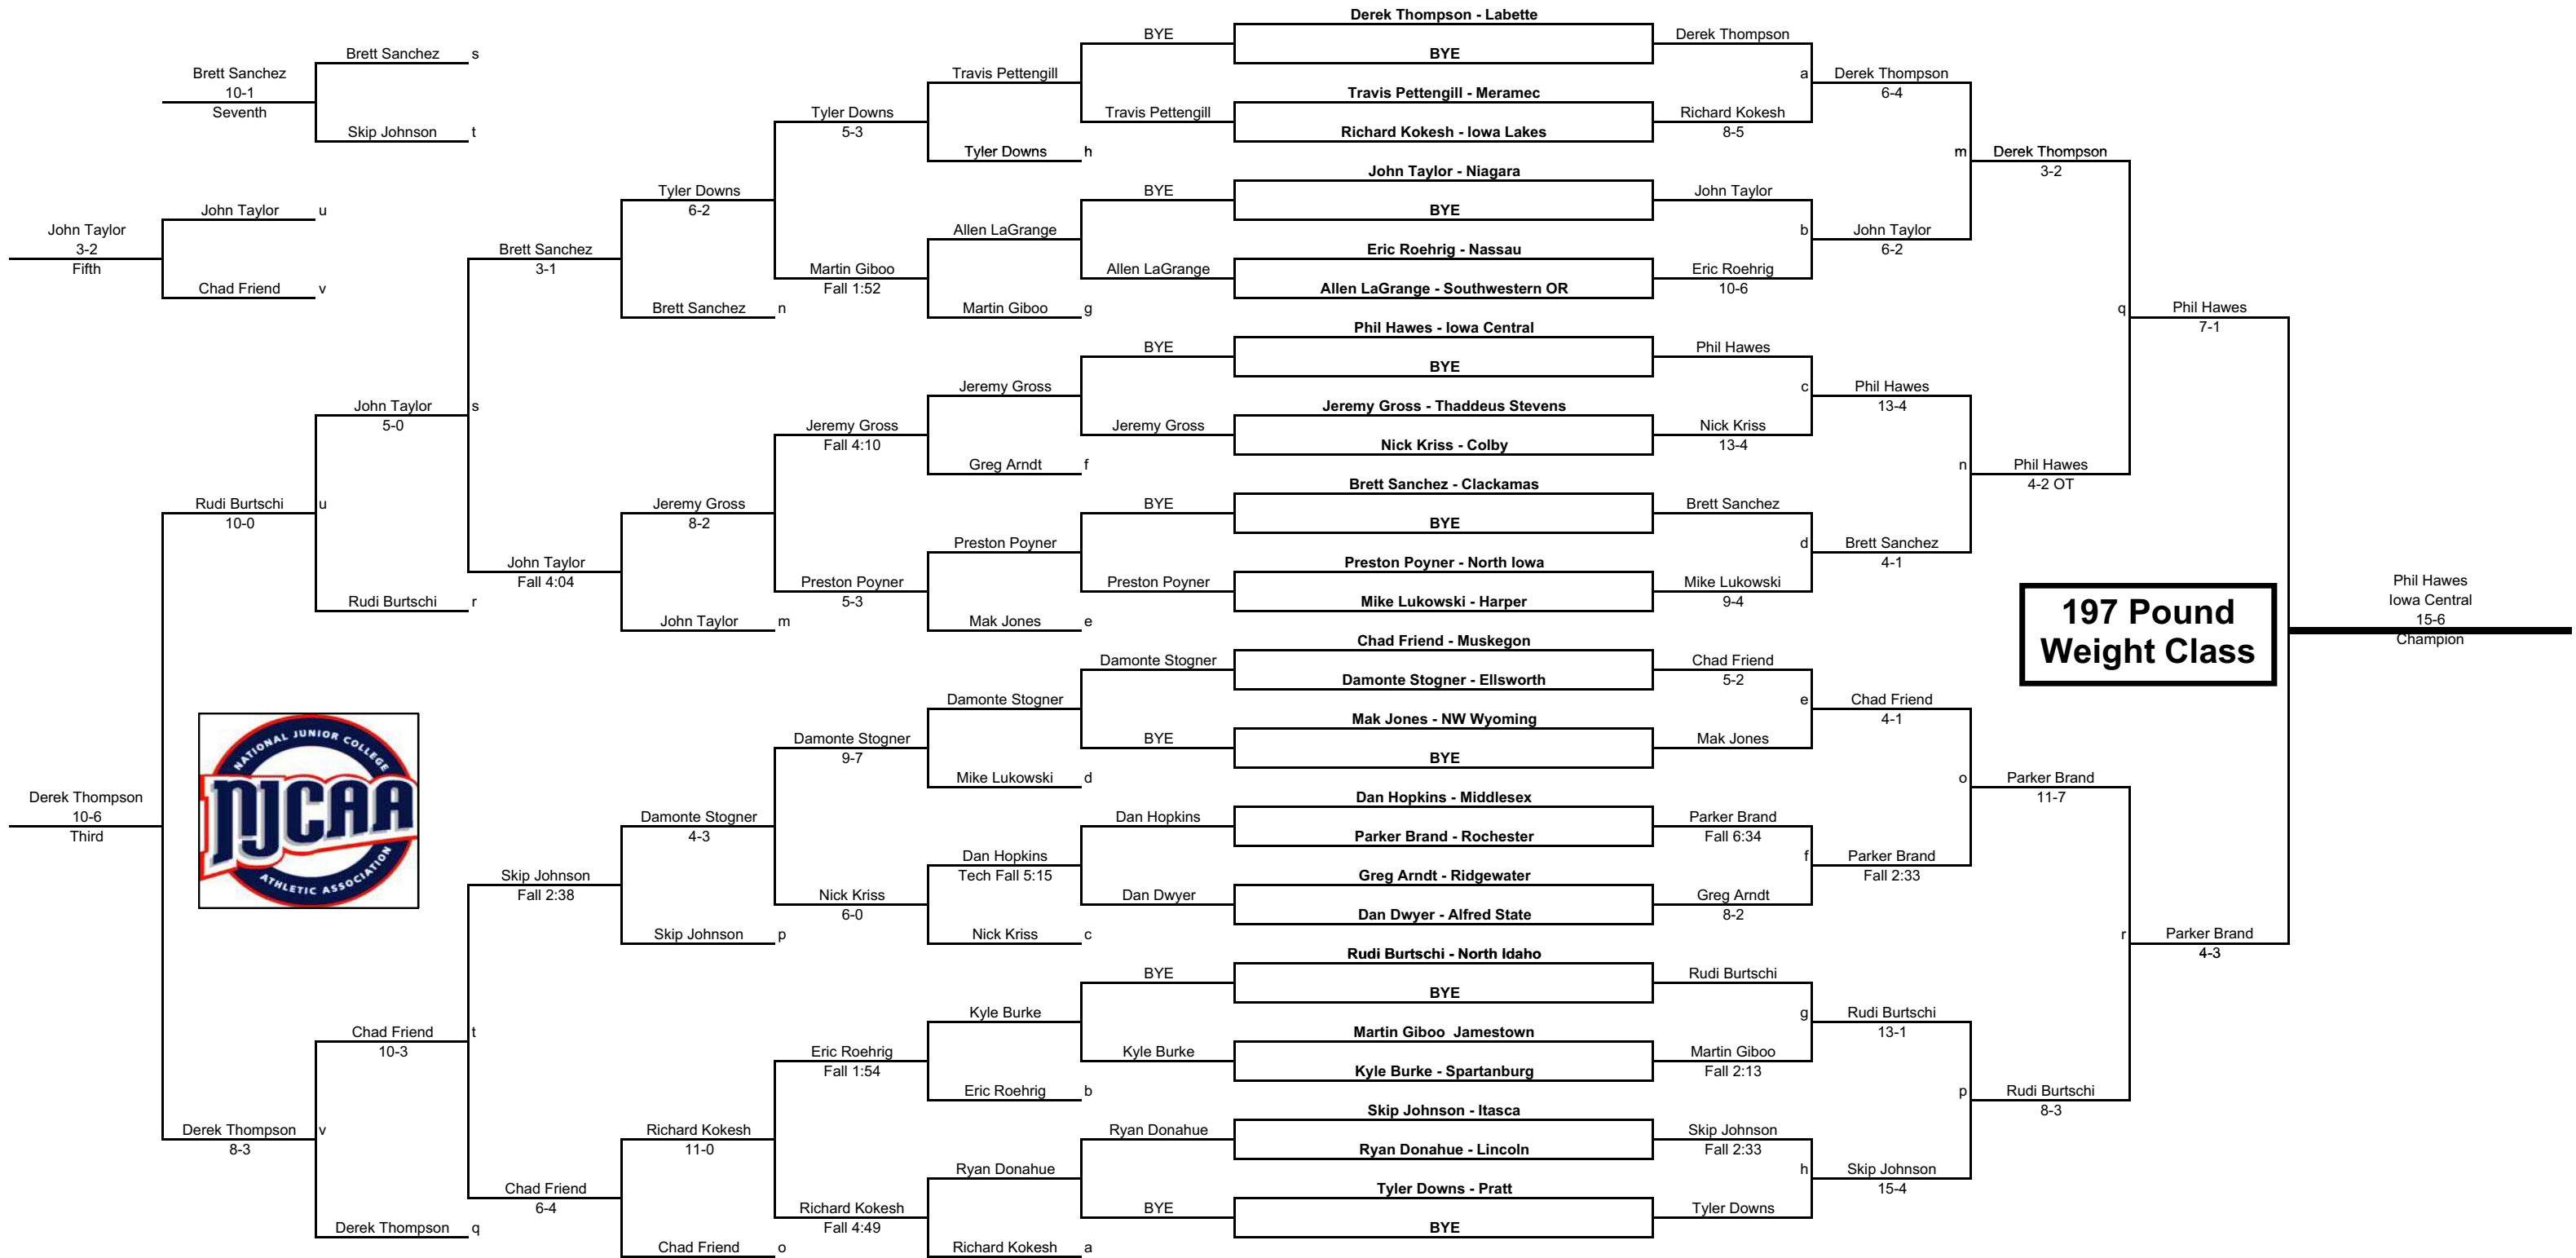 Derek Thompson - Labette
BYE
Derek Thompson
BYE
Brett Sanchez s
Brett Sanchez
Travis Pettengill
a Derek Thompson
10-1
Travis Pettengill - Meramec
6-4
Seventh
Tyler Downs
Travis Pettengill
Richard Kokesh
Skip Johnson t
5-3
Richard Kokesh - Iowa Lakes
8-5
Tyler Downs h
m Derek Thompson
John Taylor - Niagara
3-2
Tyler Downs
BYE
John Taylor
John Taylor u
6-2
BYE
John Taylor
Allen LaGrange
b John Taylor
3-2
Brett Sanchez
Eric Roehrig - Nassau
6-2
Fifth
3-1
Martin Giboo
Allen LaGrange
Eric Roehrig
Chad Friend v
Fall 1:52
Allen LaGrange - Southwestern OR
10-6
Brett Sanchez n
Martin Giboo g
q Phil Hawes
Phil Hawes - Iowa Central
7-1
BYE
Phil Hawes
BYE
Jeremy Gross
c Phil Hawes
John Taylor s
Jeremy Gross - Thaddeus Stevens
13-4
5-0
Jeremy Gross
Jeremy Gross
Nick Kriss
Fall 4:10
Nick Kriss - Colby
13-4
Greg Arndt f
n Phil Hawes
Brett Sanchez - Clackamas
4-2 OT
Rudi Burtschi u
Jeremy Gross
BYE
Brett Sanchez
10-0
8-2
BYE
Preston Poyner
d Brett Sanchez
John Taylor
Preston Poyner - North Iowa
4-1
Fall 4:04
Preston Poyner
Preston Poyner
Mike Lukowski
Phil Hawes
Rudi Burtschi r
5-3
Mike Lukowski - Harper
9-4
Iowa Central
197 Pound
John Taylor m
Mak Jones e
15-6
Chad Friend - Muskegon
Champion
Weight Class
Damonte Stogner
Chad Friend
Damonte Stogner - Ellsworth
5-2
Damonte Stogner
e Chad Friend
Mak Jones - NW Wyoming
4-1
NATIONAL JUNIOR COLLEGE
NJCAA
ATHLETIC ASSOCIATION
Damonte Stogner
BYE
Mak Jones
9-7
BYE
Mike Lukowski d
o Parker Brand
Derek Thompson
Dan Hopkins - Middlesex
11-7
10-6
Damonte Stogner
Dan Hopkins
Parker Brand
Third
4-3
Parker Brand - Rochester
Fall 6:34
Dan Hopkins
f Parker Brand
Skip Johnson
Tech Fall 5:15
Greg Arndt - Ridgewater
Fall 2:33
Fall 2:38
Nick Kriss
Dan Dwyer
Greg Arndt
6-0
Dan Dwyer - Alfred State
8-2
Skip Johnson p
Nick Kriss c
r Parker Brand
Rudi Burtschi - North Idaho
4-3
BYE
Rudi Burtschi
BYE
Kyle Burke
g Rudi Burtschi
Chad Friend t
Martin Giboo Jamestown
13-1
10-3
Eric Roehrig
Kyle Burke
Martin Giboo
Fall 1:54
Kyle Burke - Spartanburg
Fall 2:13
Eric Roehrig b
p Rudi Burtschi
Skip Johnson - Itasca
8-3
Derek Thompson v
Richard Kokesh
Ryan Donahue
Skip Johnson
8-3
11-0
Ryan Donahue - Lincoln
Fall 2:33
Ryan Donahue
h Skip Johnson
Chad Friend
Tyler Downs - Pratt
15-4
6-4
Richard Kokesh
BYE
Tyler Downs
Derek Thompson q
Fall 4:49
BYE
Chad Friend o
Richard Kokesh a